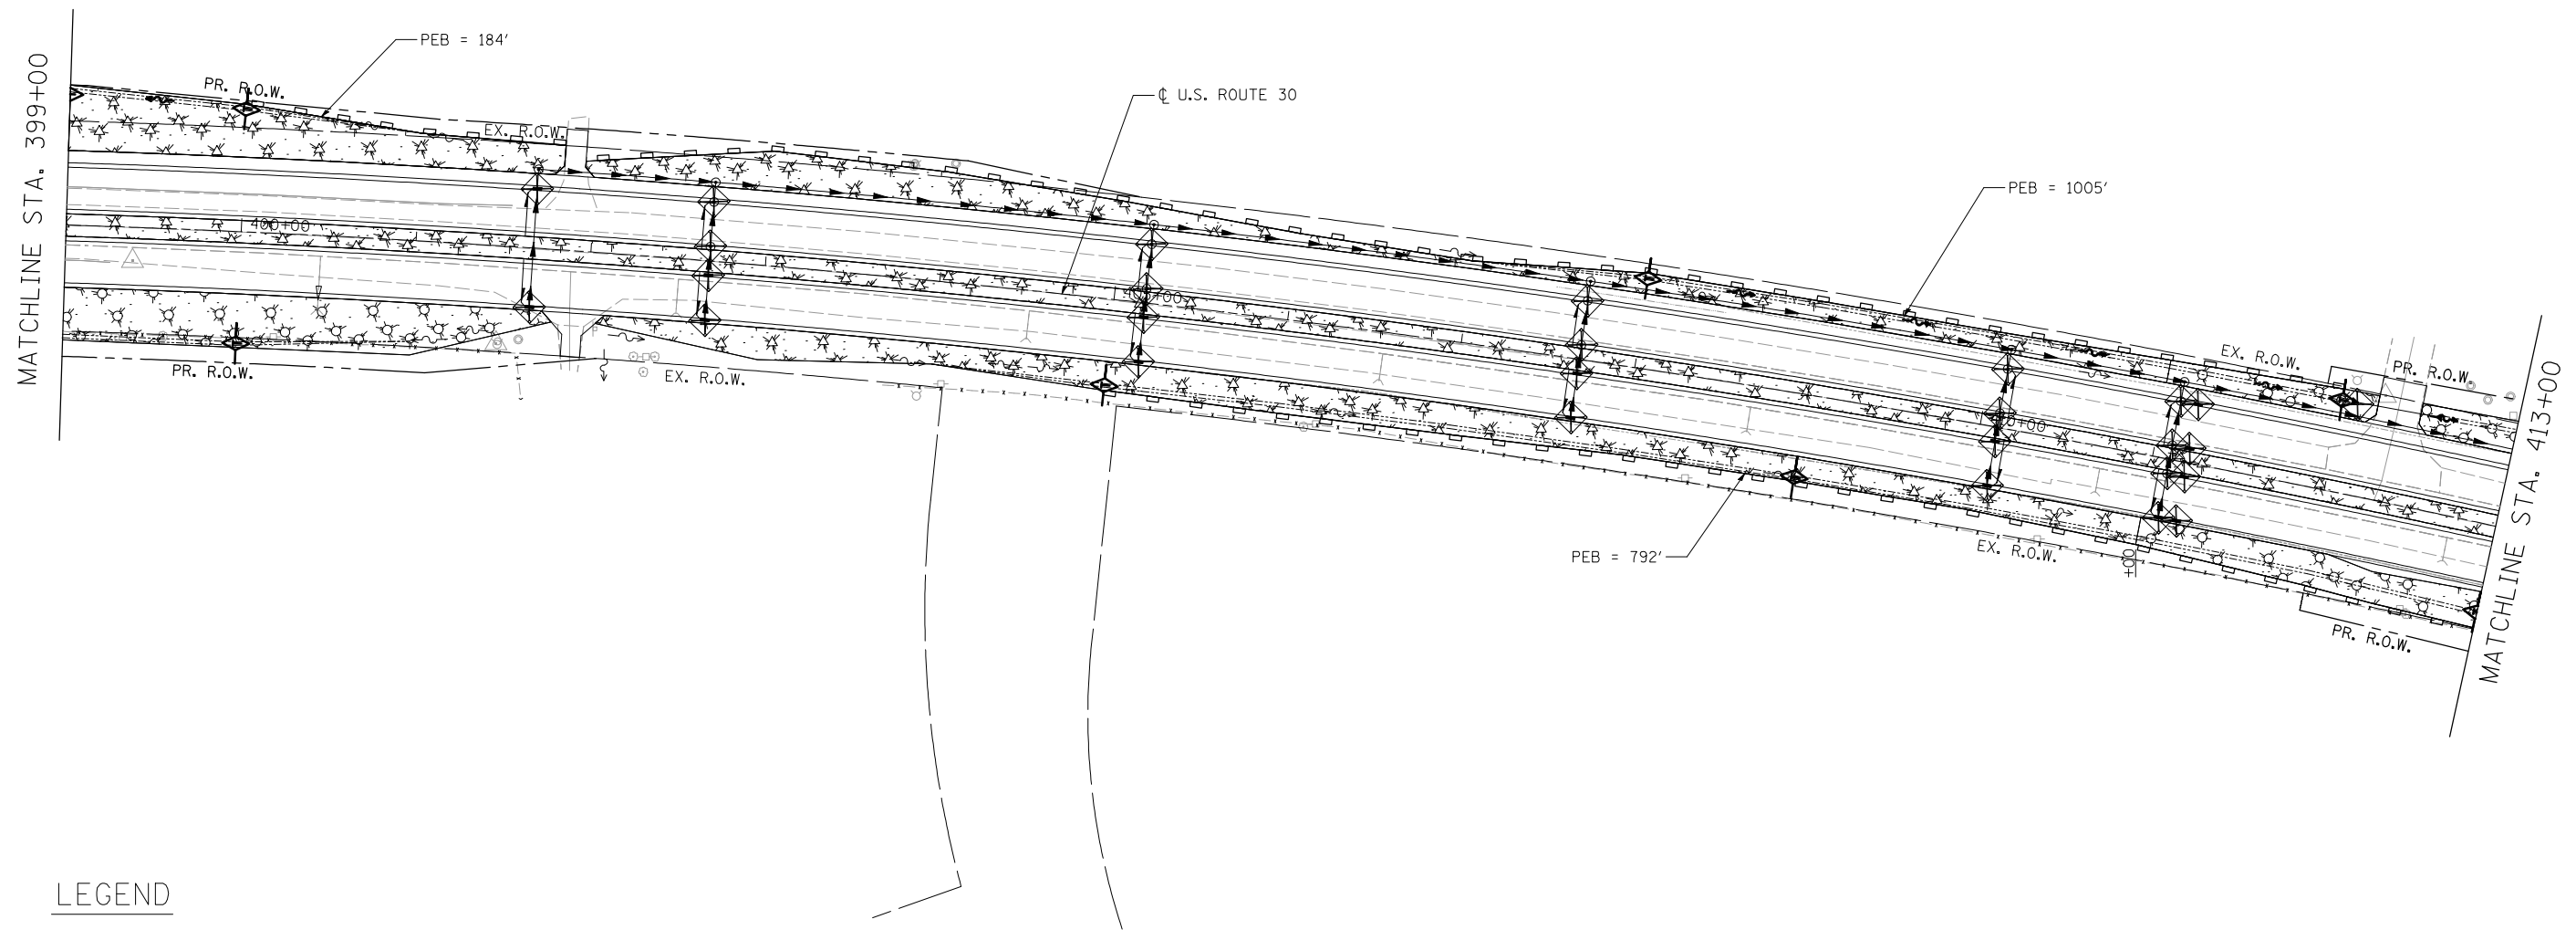 PEB = 184'
MATCHLINE STA. 399+00
PR. R.O.W.
℄ U.S. ROUTE 30
EX. R.O.W.
PEB = 1005'
400+00
EX. R.O.W.
PR. R.O.W.
PR. R.O.W.
EX. R.O.W.
MATCHLINE STA. 413+00
PEB = 792'
EX. R.O.W.
+00
PR. R.O.W.
LEGEND